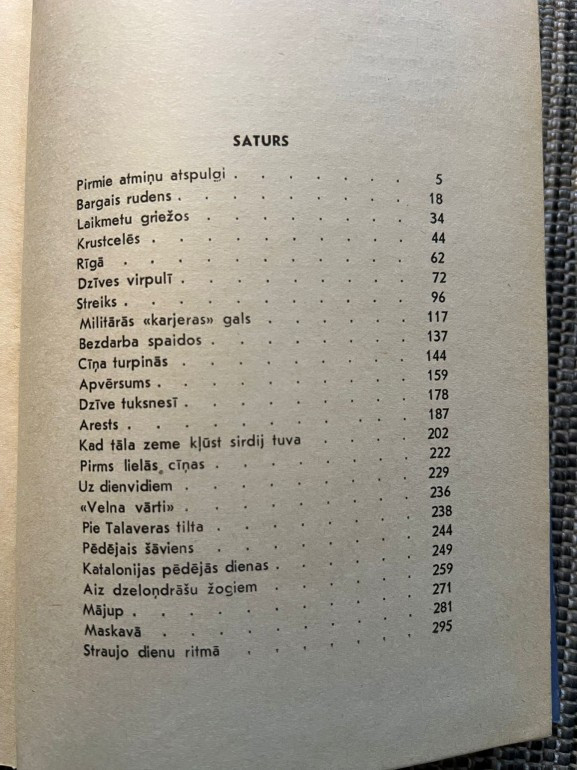 SATURS
Pirmie atmiņu atspulgi . . . . . . . 5
Bargais rudens . . . . . . . . . 18
Laikmetu griežos . . . . . . . . 34
Krustcelēs . . . . . . . . . . 44
Rīgā . . . . . . . . . . . 62
Dzīves virpulī . . . . . . . . . 72
Streiks . . . . . . . . . . . 96
Militārās «karjeras» gals . . . . . . 117
Bezdarba spaidos . . . . . . . . 137
Cīņa turpinās . . . . . . . . . 144
Apvērsums . . . . . . . . . . 159
Dzīve tuksnesī . . . . . . . . . 178
Arests . . . . . . . . . . . 187
Kad tāla zeme kļūst sirdij tuva . . . . 202
Pirms lielās cīņas . . . . . . . . 222
Uz dienvidiem . . . . . . . . . 229
«Velna vārti» . . . . . . . . . 236
Pie Talaveras tilta . . . . . . . . 238
Pēdējais šāviens . . . . . . . . 244
Katalonijas pēdējās dienas . . . . . . 249
Aiz dzeloņdrāšu žogiem . . . . . . 259
Mājup . . . . . . . . . . . 271
Maskavā . . . . . . . . . . 281
Straujo dienu ritmā . . . . . . . 295